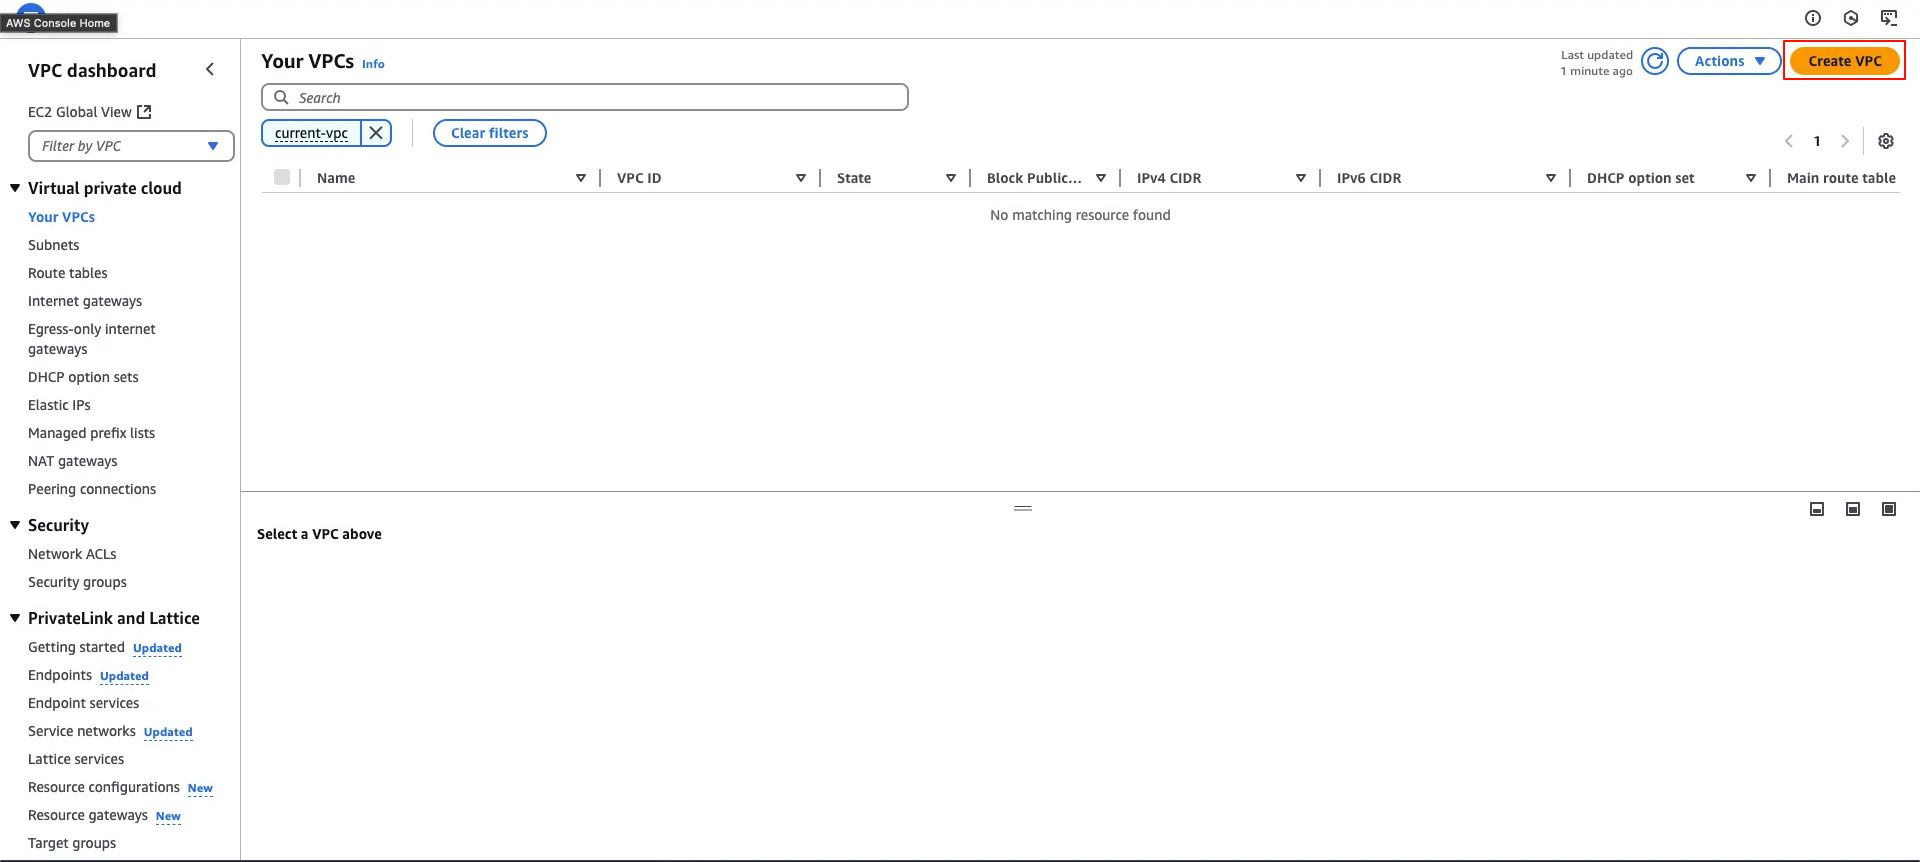 AWS Console Home
VPC dashboard
EC2 Global View
Filter by VPC
Virtual private cloud
Your VPCs
Subnets
Route tables
Internet gateways
Egress-only internet
gateways
DHCP option sets
Elastic IPs
Managed prefix lists
NAT gateways
Peering connections
Security
Network ACLs
Security groups
PrivateLink and Lattice
Getting started Updated
Endpoints Updated
Endpoint services
Service networks Updated
Lattice services
Resource configurations New
Resource gateways New
Target groups
Your VPCs Info
Last updated
1 minute ago
Actions
Create VPC
Search
current-vpc
Clear filters
1
Name VPC ID State Block Public... IPv4 CIDR IPv6 CIDR DHCP option set Main route table
No matching resource found
Select a VPC above